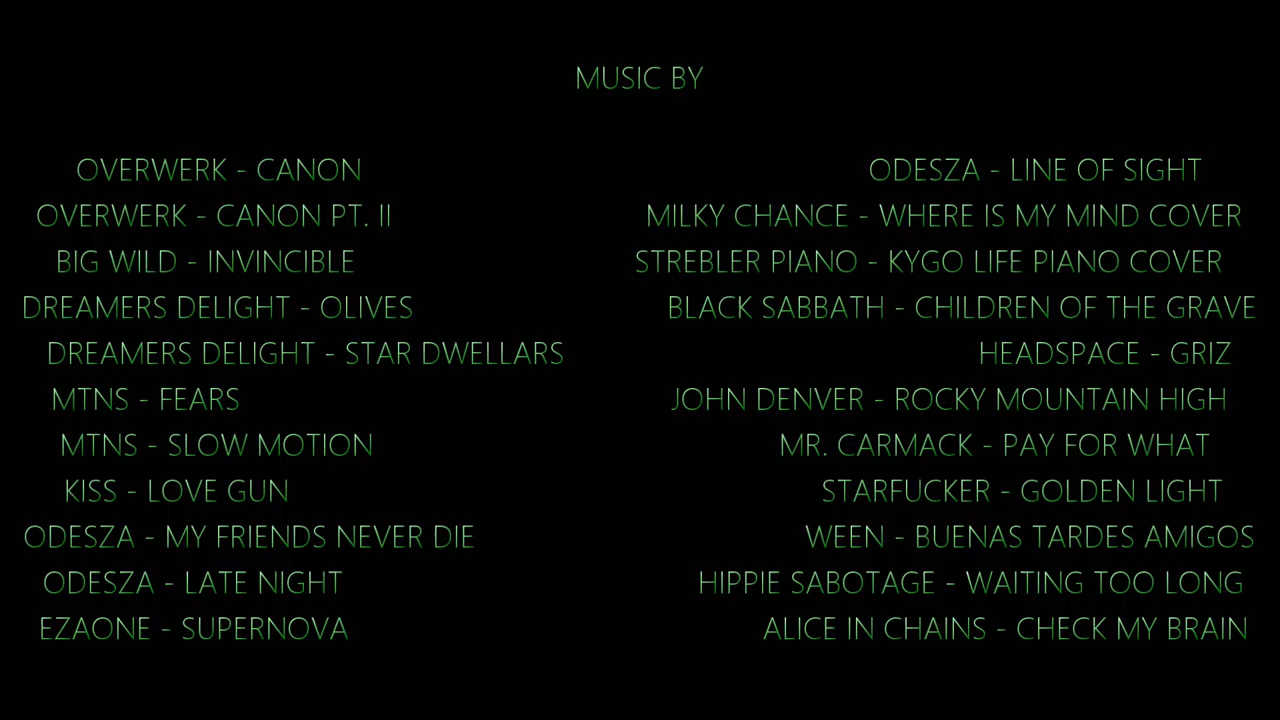 MUSIC BY
OVERWERK - CANON
OVERWERK - CANON PT. II
BIG WILD - INVINCIBLE
DREAMERS DELIGHT - OLIVES
DREAMERS DELIGHT - STAR DWELLARS
MTNS - FEARS
MTNS - SLOW MOTION
KISS - LOVE GUN
ODESZA - MY FRIENDS NEVER DIE
ODESZA - LATE NIGHT
EZAONE - SUPERNOVA
ODESZA - LINE OF SIGHT
MILKY CHANCE - WHERE IS MY MIND COVER
STREBLER PIANO - KYGO LIFE PIANO COVER
BLACK SABBATH - CHILDREN OF THE GRAVE
HEADSPACE - GRIZ
JOHN DENVER - ROCKY MOUNTAIN HIGH
MR. CARMACK - PAY FOR WHAT
STARFUCKER - GOLDEN LIGHT
WEEN - BUENAS TARDES AMIGOS
HIPPIE SABOTAGE - WAITING TOO LONG
ALICE IN CHAINS - CHECK MY BRAIN